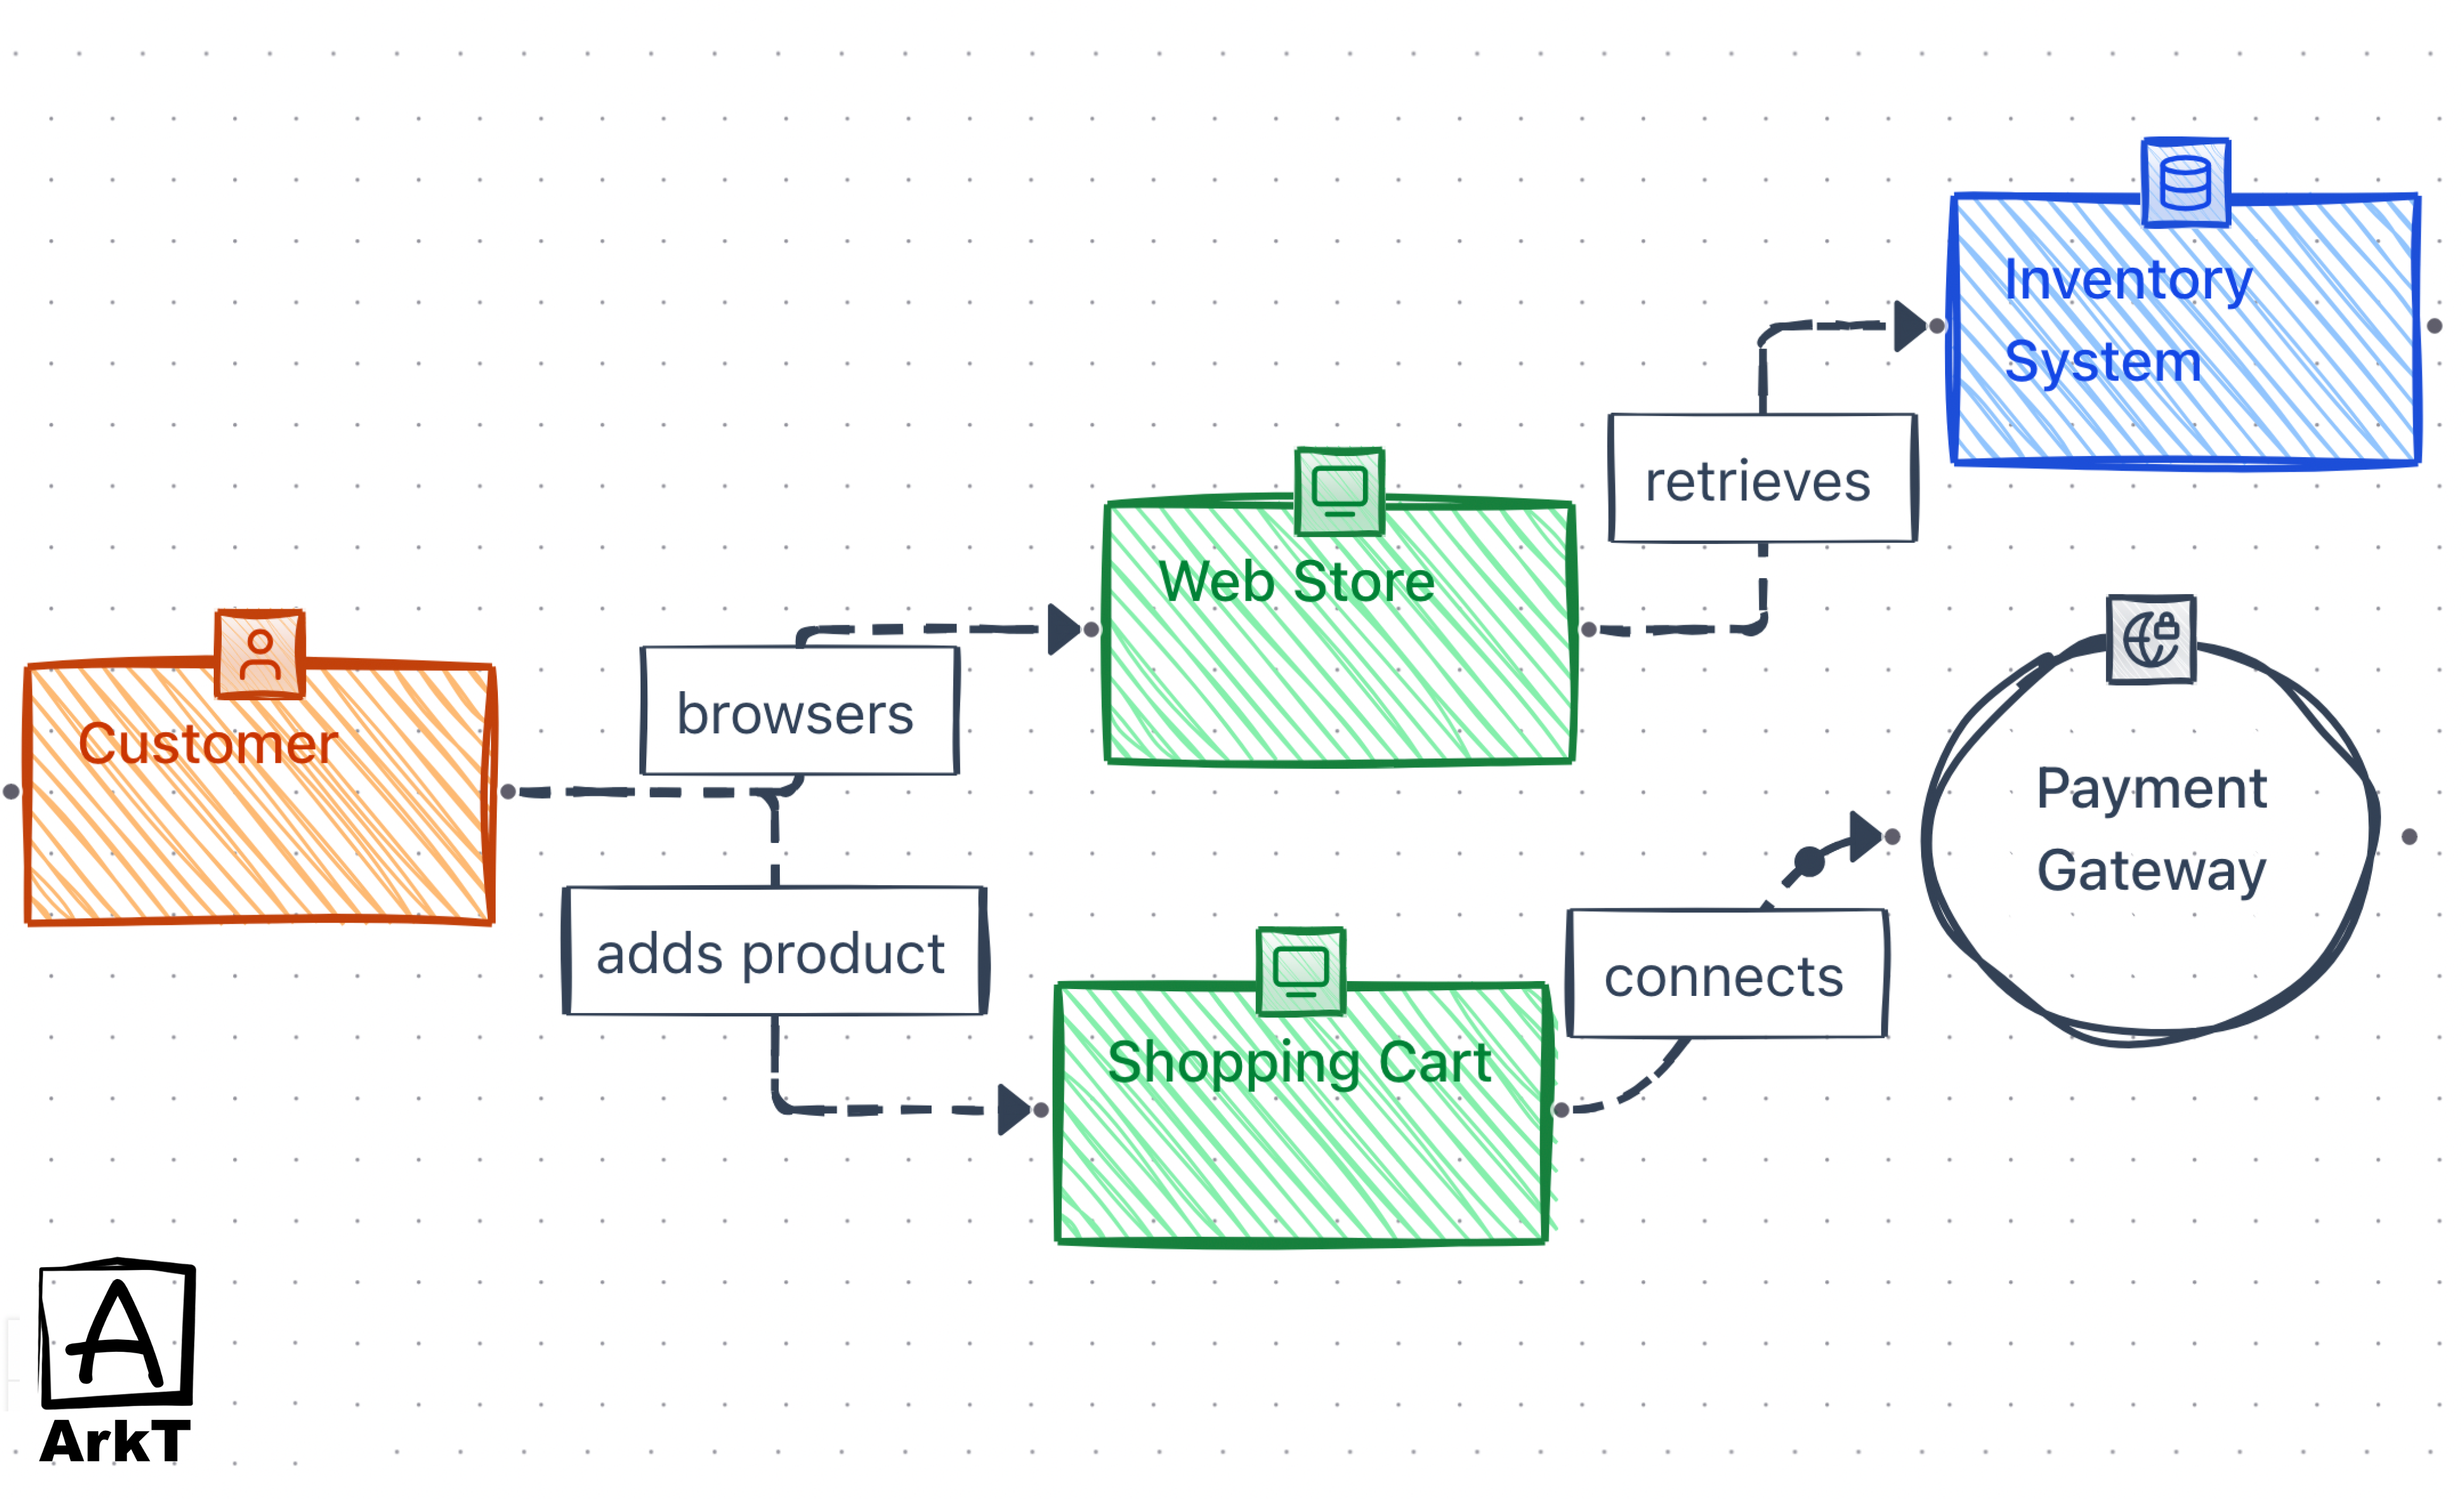 Inventory
System
retrieves
Web Store
browsers
Customer
Payment
Gateway
adds product
connects
Shopping Cart
A
ArkT